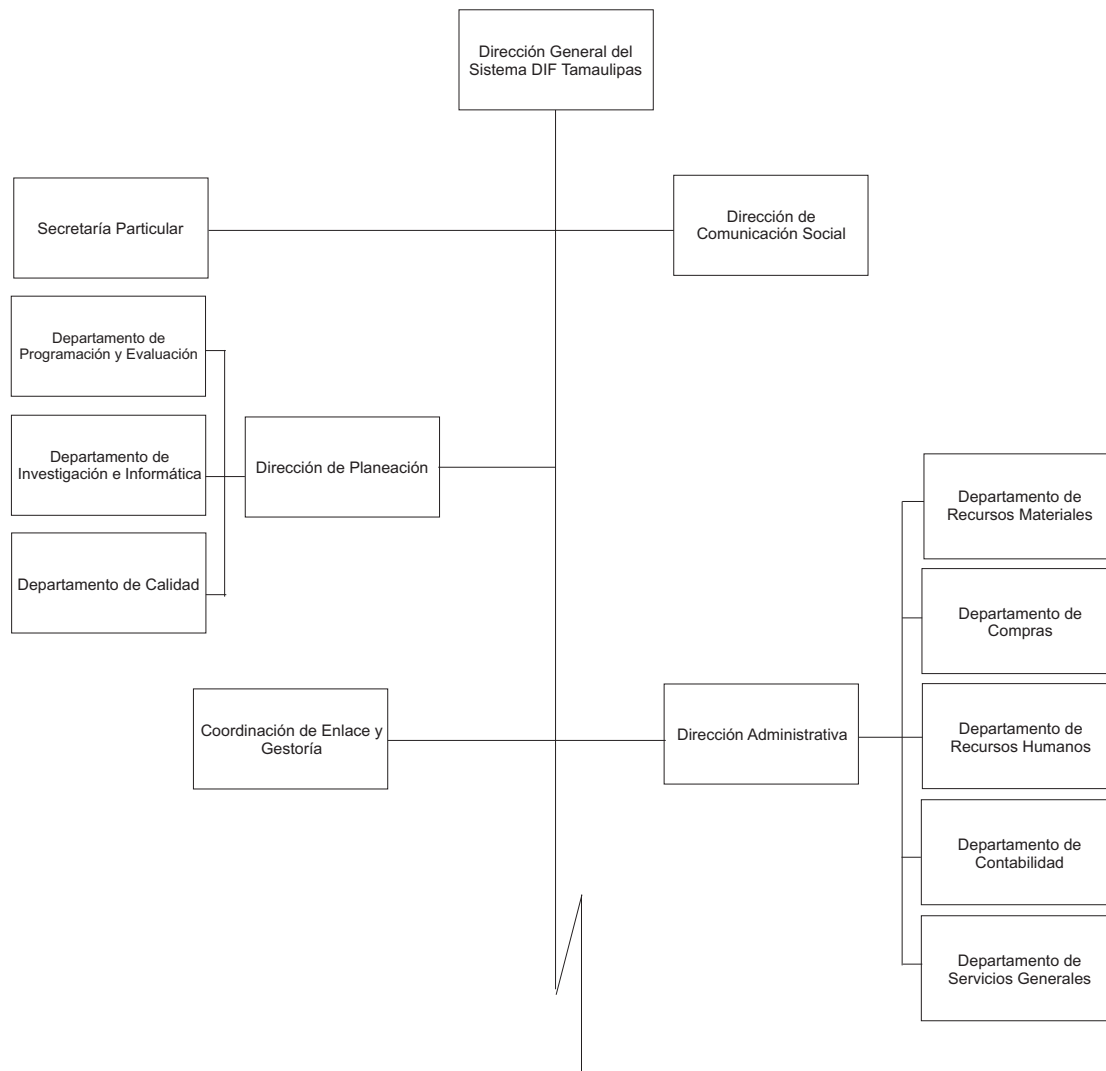 Dirección General del
Sistema DIF Tamaulipas
Secretaría Particular
Dirección de
Comunicación Social
Departamento de
Programación y Evaluación
Departamento de
Investigación e Informática
Dirección de Planeación
Departamento de Calidad
Departamento de
Recursos Materiales
Departamento de
Compras
Coordinación de Enlace y
Gestoría
Dirección Administrativa
Departamento de
Recursos Humanos
Departamento de
Contabilidad
Departamento de
Servicios Generales